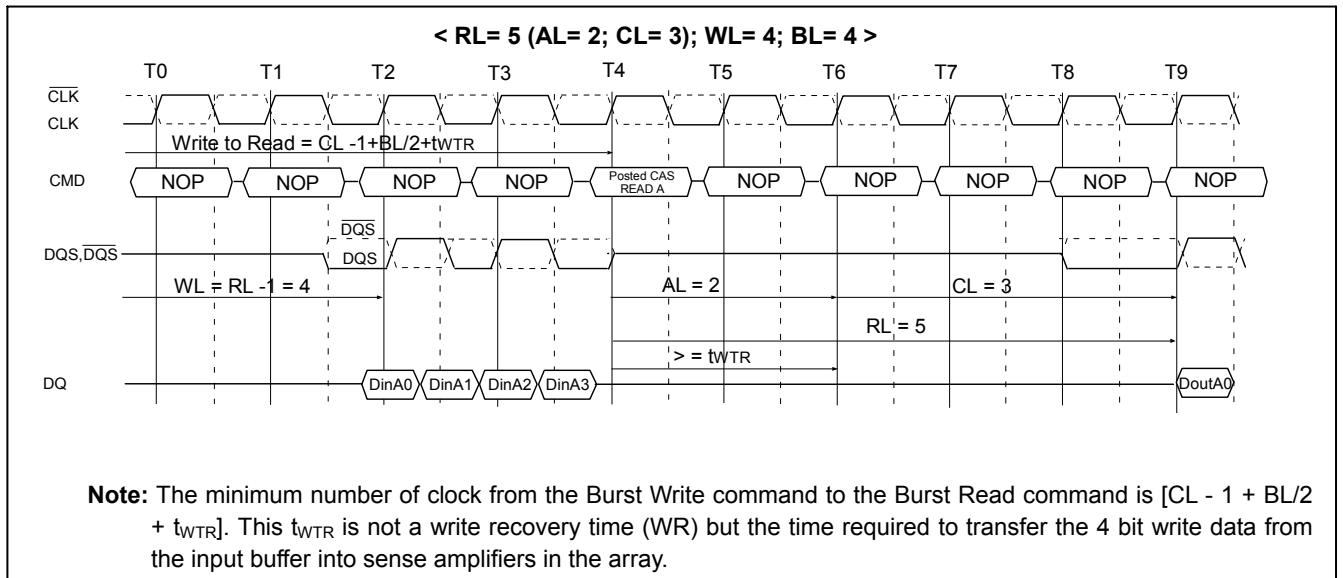 < RL= 5 (AL= 2; CL= 3); WL= 4; BL= 4 >
T0 T1 T2 T3 T4 T5 T6 T7 T8 T9
CLK
CLK
Write to Read = CL -1+BL/2+tWTR
CMD NOP NOP NOP NOP Posted CAS READ A NOP NOP NOP NOP NOP
DQS
DQS,DQS DQS
WL = RL -1 = 4 AL = 2 CL = 3
RL = 5
> = tWTR
DQ DinA0 DinA1 DinA2 DinA3 DoutA0
Note: The minimum number of clock from the Burst Write command to the Burst Read command is [CL - 1 + BL/2
+ tWTR]. This tWTR is not a write recovery time (WR) but the time required to transfer the 4 bit write data from
the input buffer into sense amplifiers in the array.